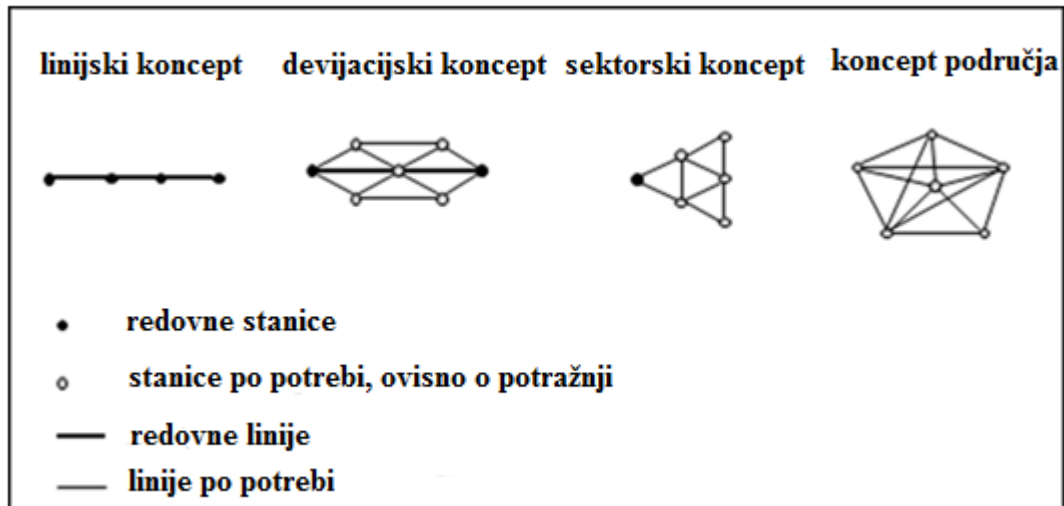 linijski koncept devijacijski koncept sektorski koncept koncept područja
redovne stanice
stanice po potrebi, ovisno o potražnji
redovne linije
linije po potrebi